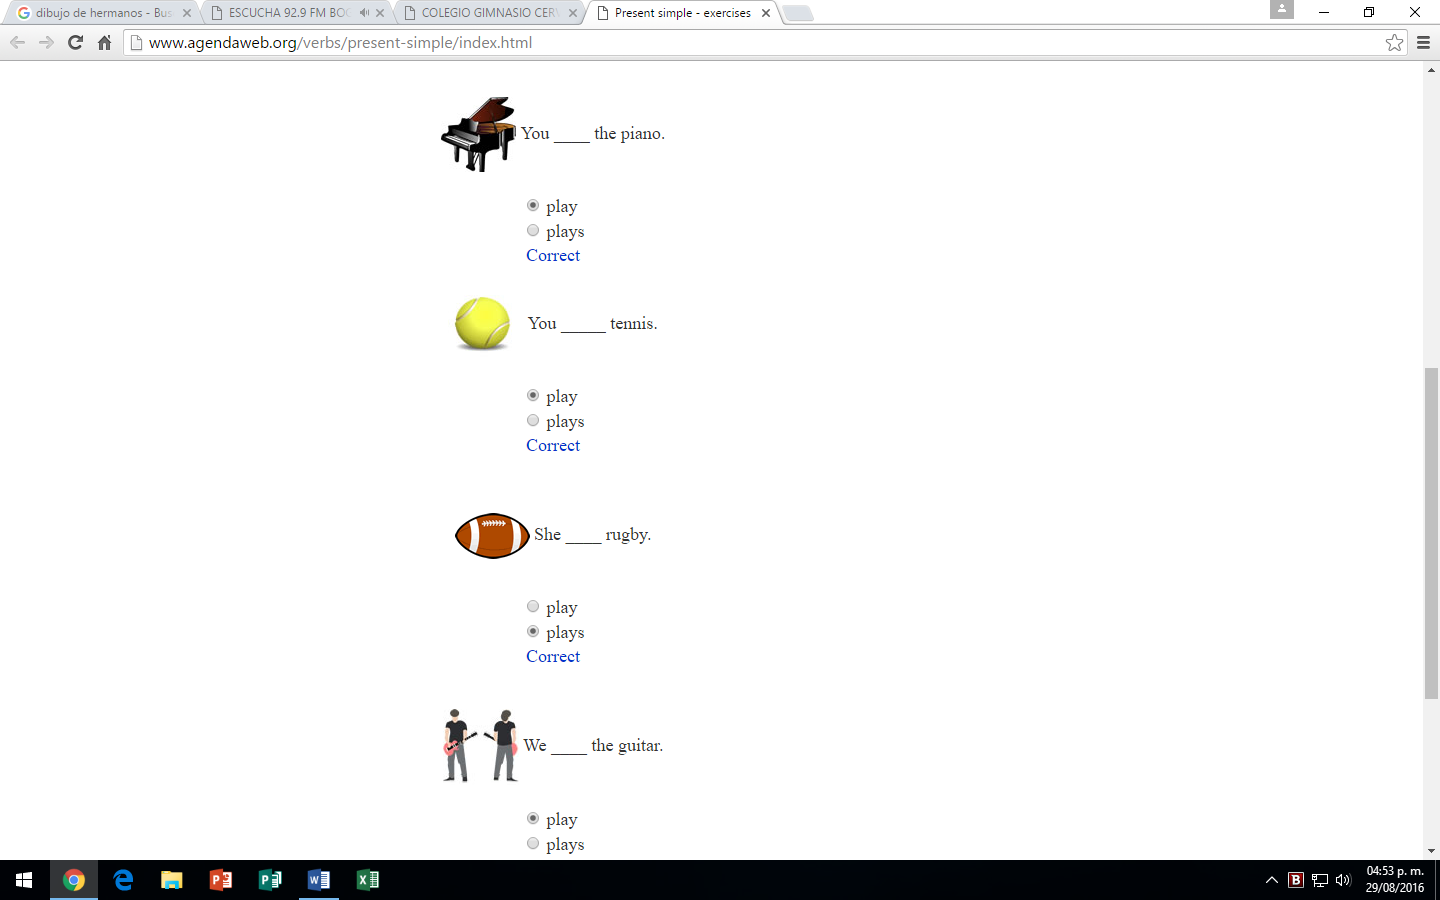 dibujo de hermanos - Bus
ESCUCHA 92.9 FM BOG
COLEGIO GIMNASIO CER
Present simple - exercises
www.agendaweb.org/verbs/present-simple/index.html
You ____ the piano.
play
plays
Correct
You _____ tennis.
play
plays
Correct
She ____ rugby.
play
plays
Correct
We ____ the guitar.
play
plays
04:53 p. m.
29/08/2016